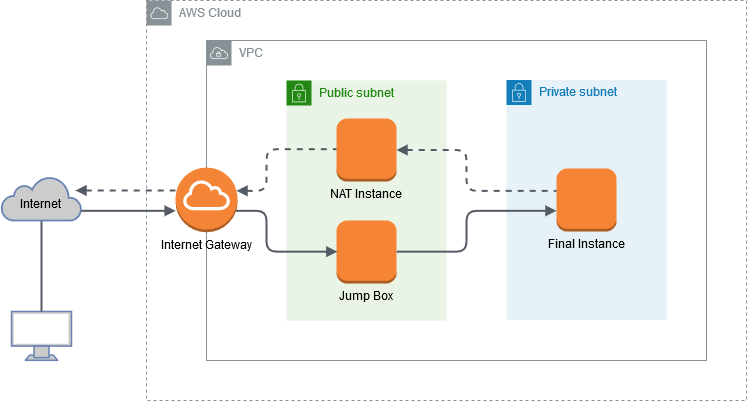 AWS Cloud
VPC
Public subnet
Private subnet
NAT Instance
Internet
Internet Gateway
Final Instance
Jump Box